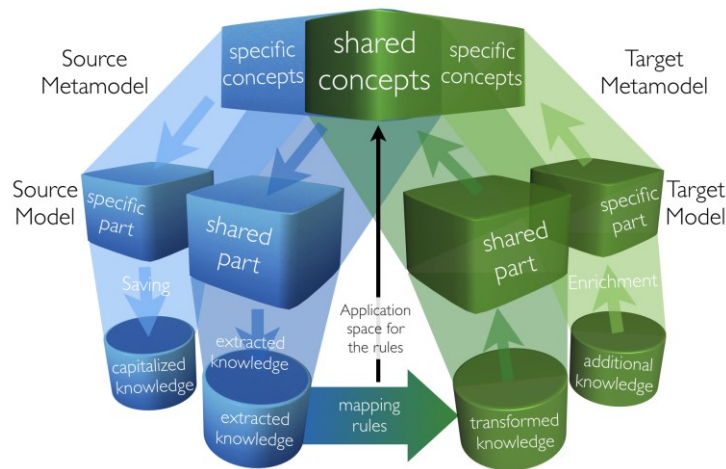 Source
Metamodel
specific
concepts
shared
concepts
specific
concepts
Target
Metamodel
Source
Model
specific
part
shared
part
shared
part
specific
part
Target
Model
Saving
extracted
knowledge
Application
space for
the rules
Enrichment
capitalized
knowledge
extracted
knowledge
mapping
rules
transformed
knowledge
additional
knowledge